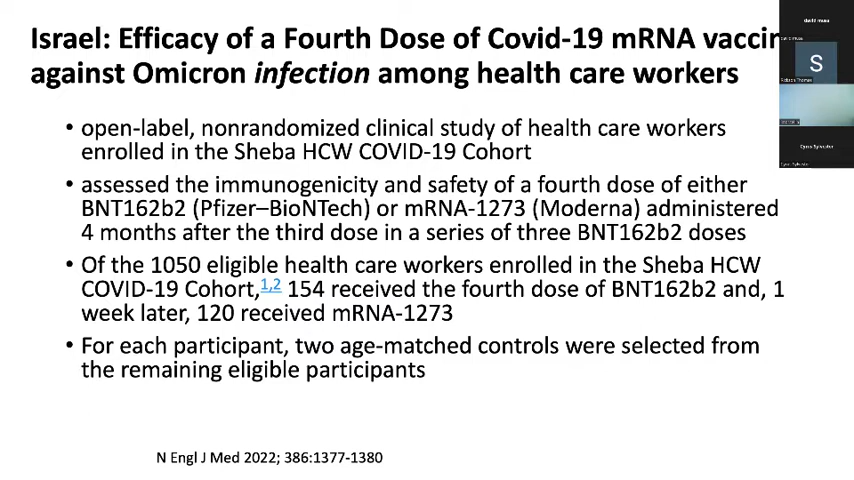 Israel: Efficacy of a Fourth Dose of Covid-19 mRNA vaccin
against Omicron infection among health care workers
• open-label, nonrandomized clinical study of health care workers
enrolled in the Sheba HCW COVID-19 Cohort
• assessed the immunogenicity and safety of a fourth dose of either
BNT162b2 (Pfizer–BioNTech) or mRNA-1273 (Moderna) administered
4 months after the third dose in a series of three BNT162b2 doses
• Of the 1050 eligible health care workers enrolled in the Sheba HCW
COVID-19 Cohort,1,2 154 received the fourth dose of BNT162b2 and, 1
week later, 120 received mRNA-1273
• For each participant, two age-matched controls were selected from
the remaining eligible participants
N Engl J Med 2022; 386:1377-1380
S
Cyrus Sylvester